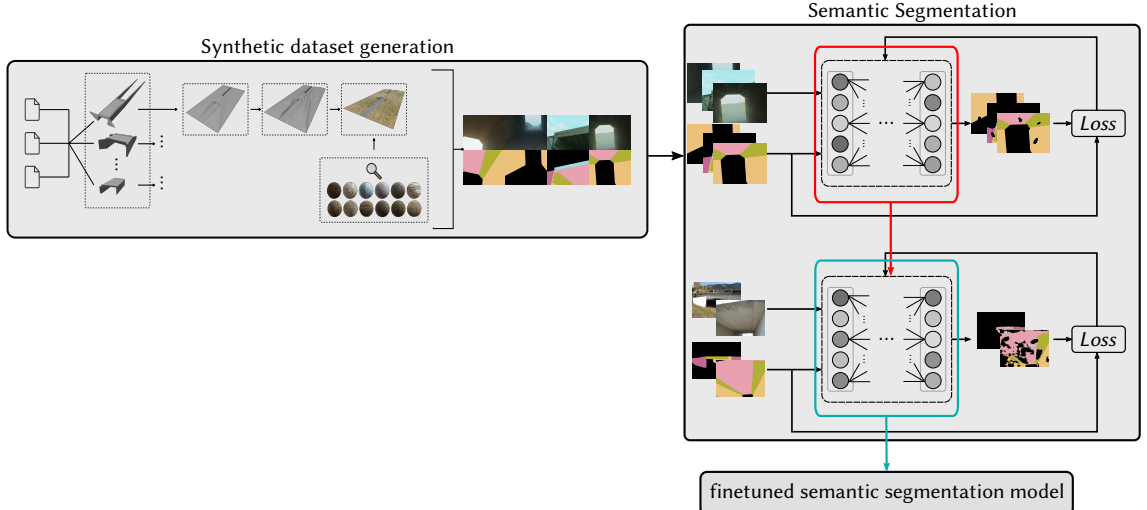 Semantic Segmentation
Synthetic dataset generation
Loss
Loss
finetuned semantic segmentation model